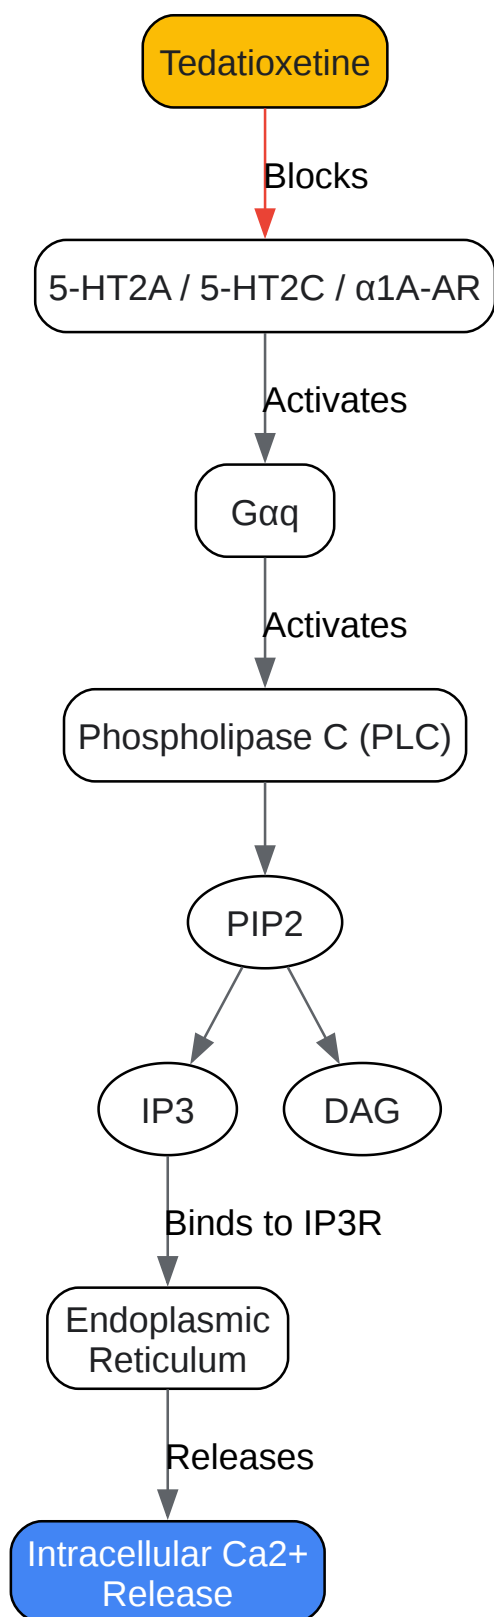 Tedatioxetine
Blocks
5-HT2A / 5-HT2C / α1A-AR
Activates
Gαq
Activates
Phospholipase C (PLC)
PIP2
IP3
DAG
Binds to IP3R
Endoplasmic
Reticulum
Releases
Intracellular Ca2+
Release